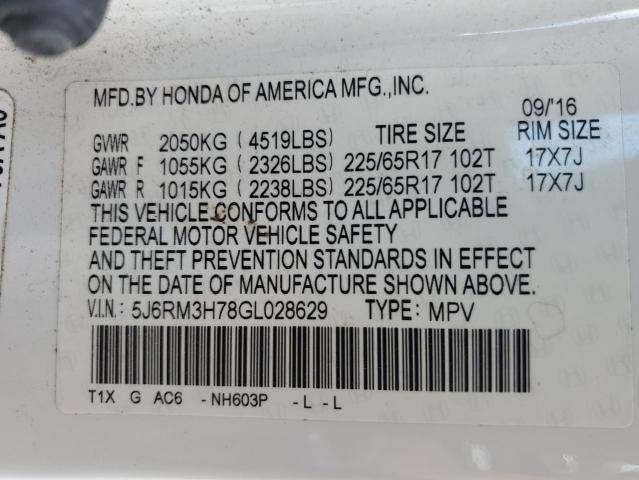 MFD.BY HONDA OF AMERICA MFG.,INC.
09/'16
GVWR 2050KG ( 4519LBS) TIRE SIZE RIM SIZE
GAWR F 1055KG ( 2326LBS) 225/65R17 102T 17X7J
GAWR R 1015KG ( 2238LBS) 225/65R17 102T 17X7J
THIS VEHICLE CONFORMS TO ALL APPLICABLE
FEDERAL MOTOR VEHICLE SAFETY
AND THEFT PREVENTION STANDARDS IN EFFECT
ON THE DATE OF MANUFACTURE SHOWN ABOVE.
V.I.N.: 5J6RM3H78GL028629 TYPE: MPV
T1X G AC6 -NH603P -L -L